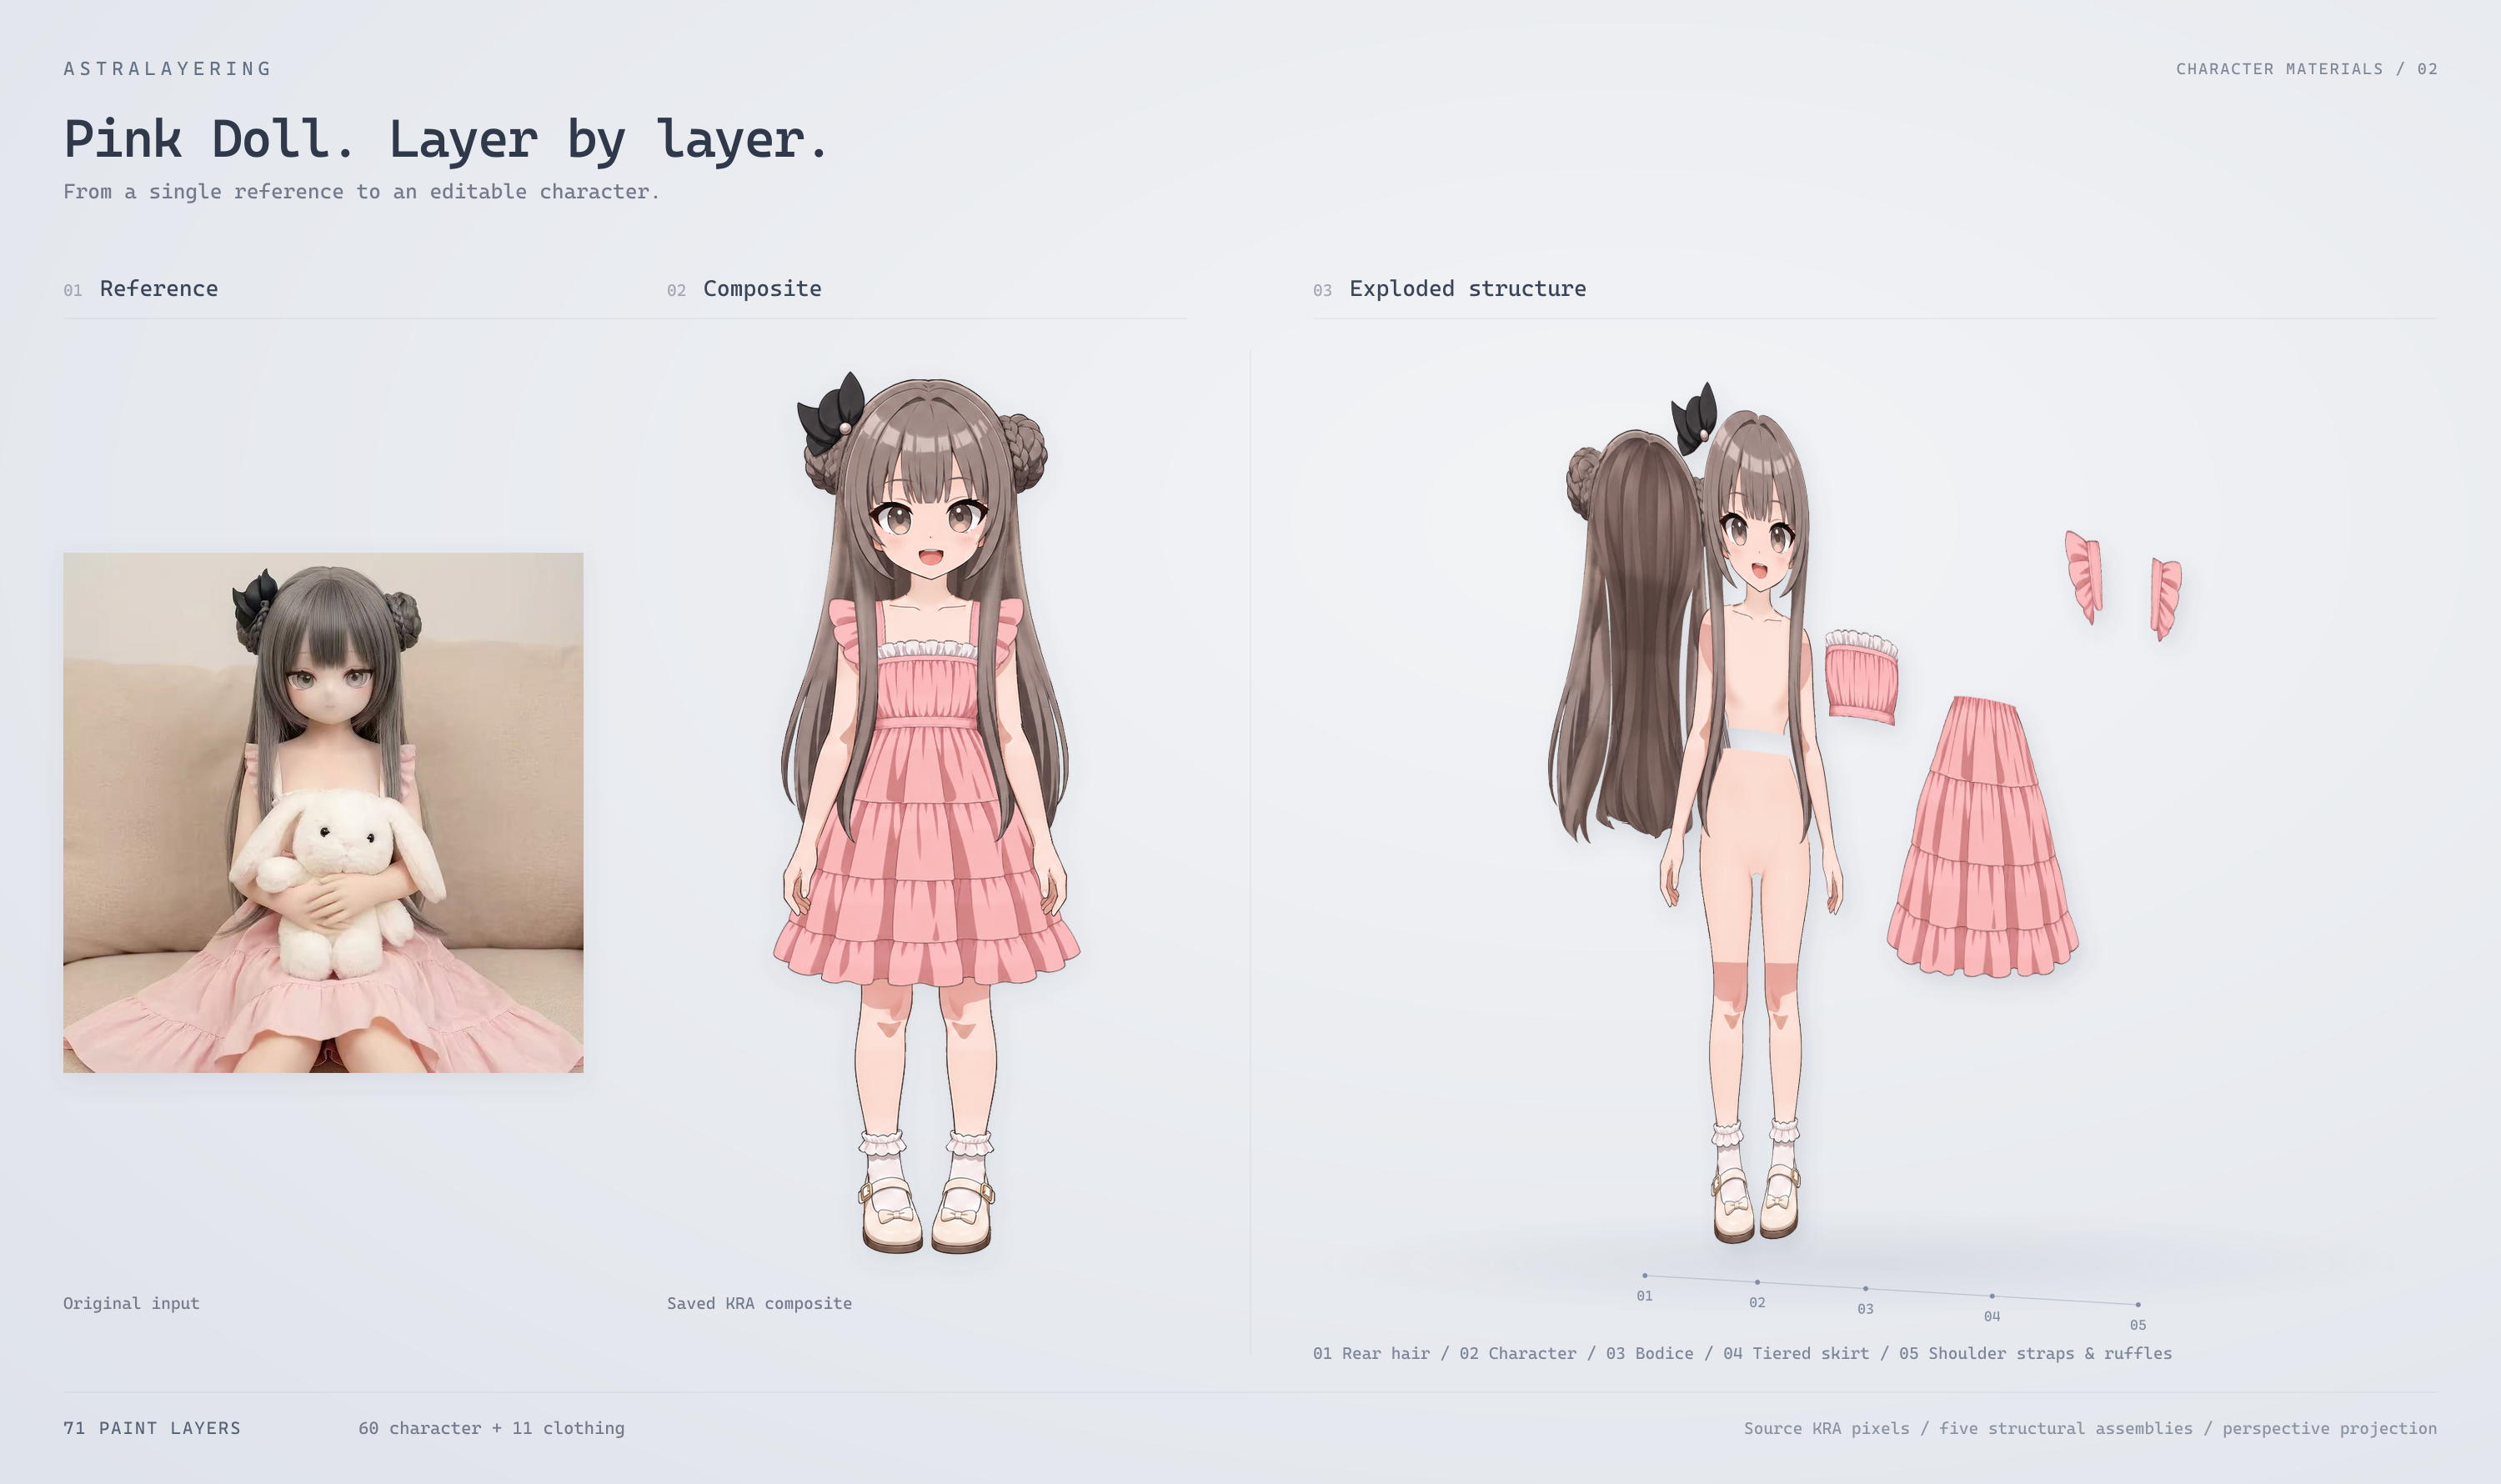 ASTRALAYERING
CHARACTER MATERIALS / 02
Pink Doll. Layer by layer.
From a single reference to an editable character.
01 Reference
02 Composite
03 Exploded structure
Original input
Saved KRA composite
01
02
03
04
05
01 Rear hair / 02 Character / 03 Bodice / 04 Tiered skirt / 05 Shoulder straps & ruffles
71 PAINT LAYERS
60 character + 11 clothing
Source KRA pixels / five structural assemblies / perspective projection